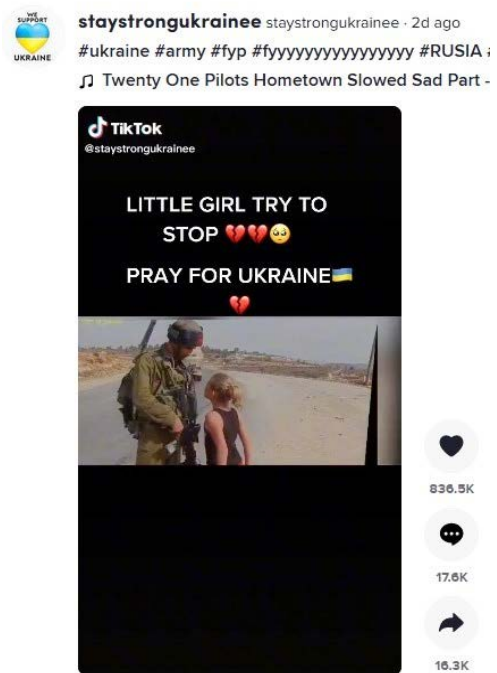 WE
SUPPORT
UKRAINE
staystrongukrainee staystrongukrainee · 2d ago
#ukraine #army #fyp #fyyyyyyyyyyyyyyyy #RUSIA #
♫ Twenty One Pilots Hometown Slowed Sad Part -
TikTok
@staystrongukrainee
LITTLE GIRL TRY TO
STOP 💔💔🥺
PRAY FOR UKRAINE🇺🇦
💔
836.5K
17.6K
16.3K